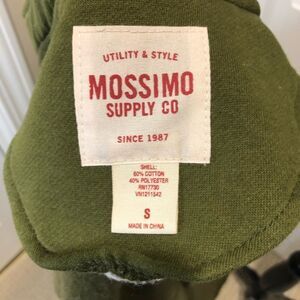 UTILITY & STYLE
MOSSIMO
SUPPLY CO
SINCE 1987
SHELL:
60% COTTON
40% POLYESTER
RN17730
VN1211542
S
MADE IN CHINA